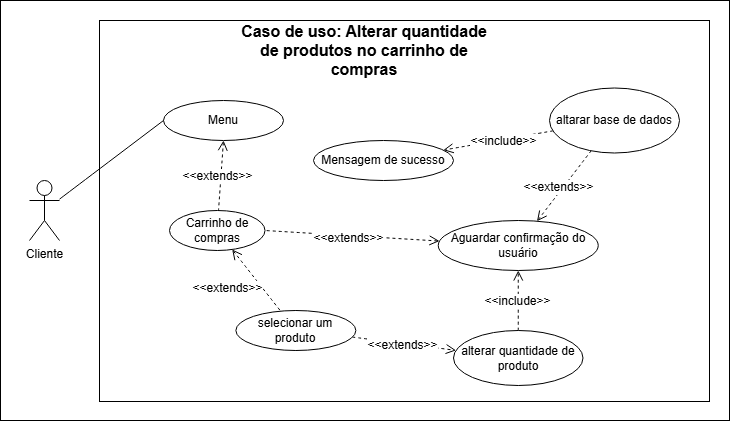 Caso de uso: Alterar quantidade
de produtos no carrinho de
compras
Menu
altarar base de dados
<<include>>
Mensagem de sucesso
<<extends>>
<<extends>>
Carrinho de
compras
<<extends>>
Aguardar confirmação do
usuário
Cliente
<<extends>>
<<include>>
selecionar um
produto
<<extends>>
alterar quantidade de
produto